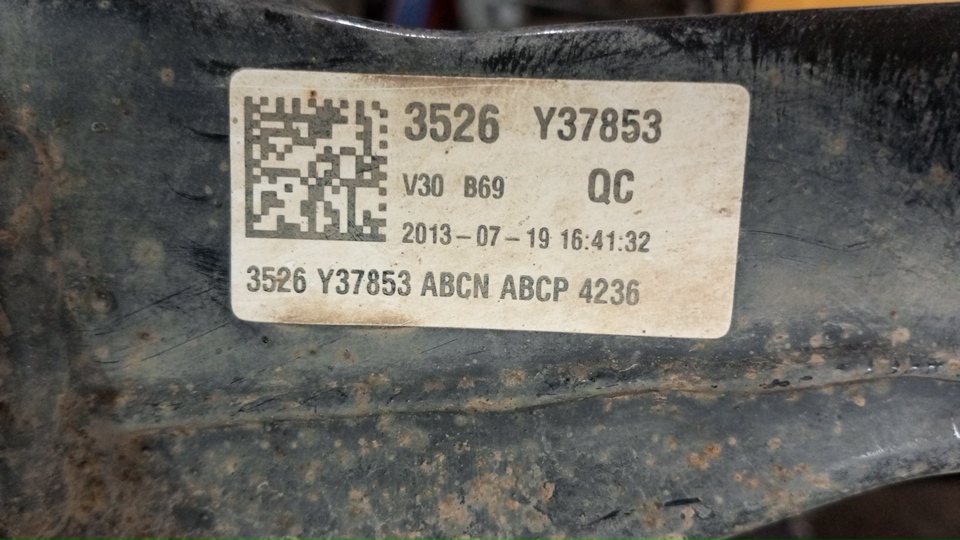 3526 Y37853
V30 B69 QC
2013-07-19 16:41:32
3526 Y37853 ABCN ABCP 4236